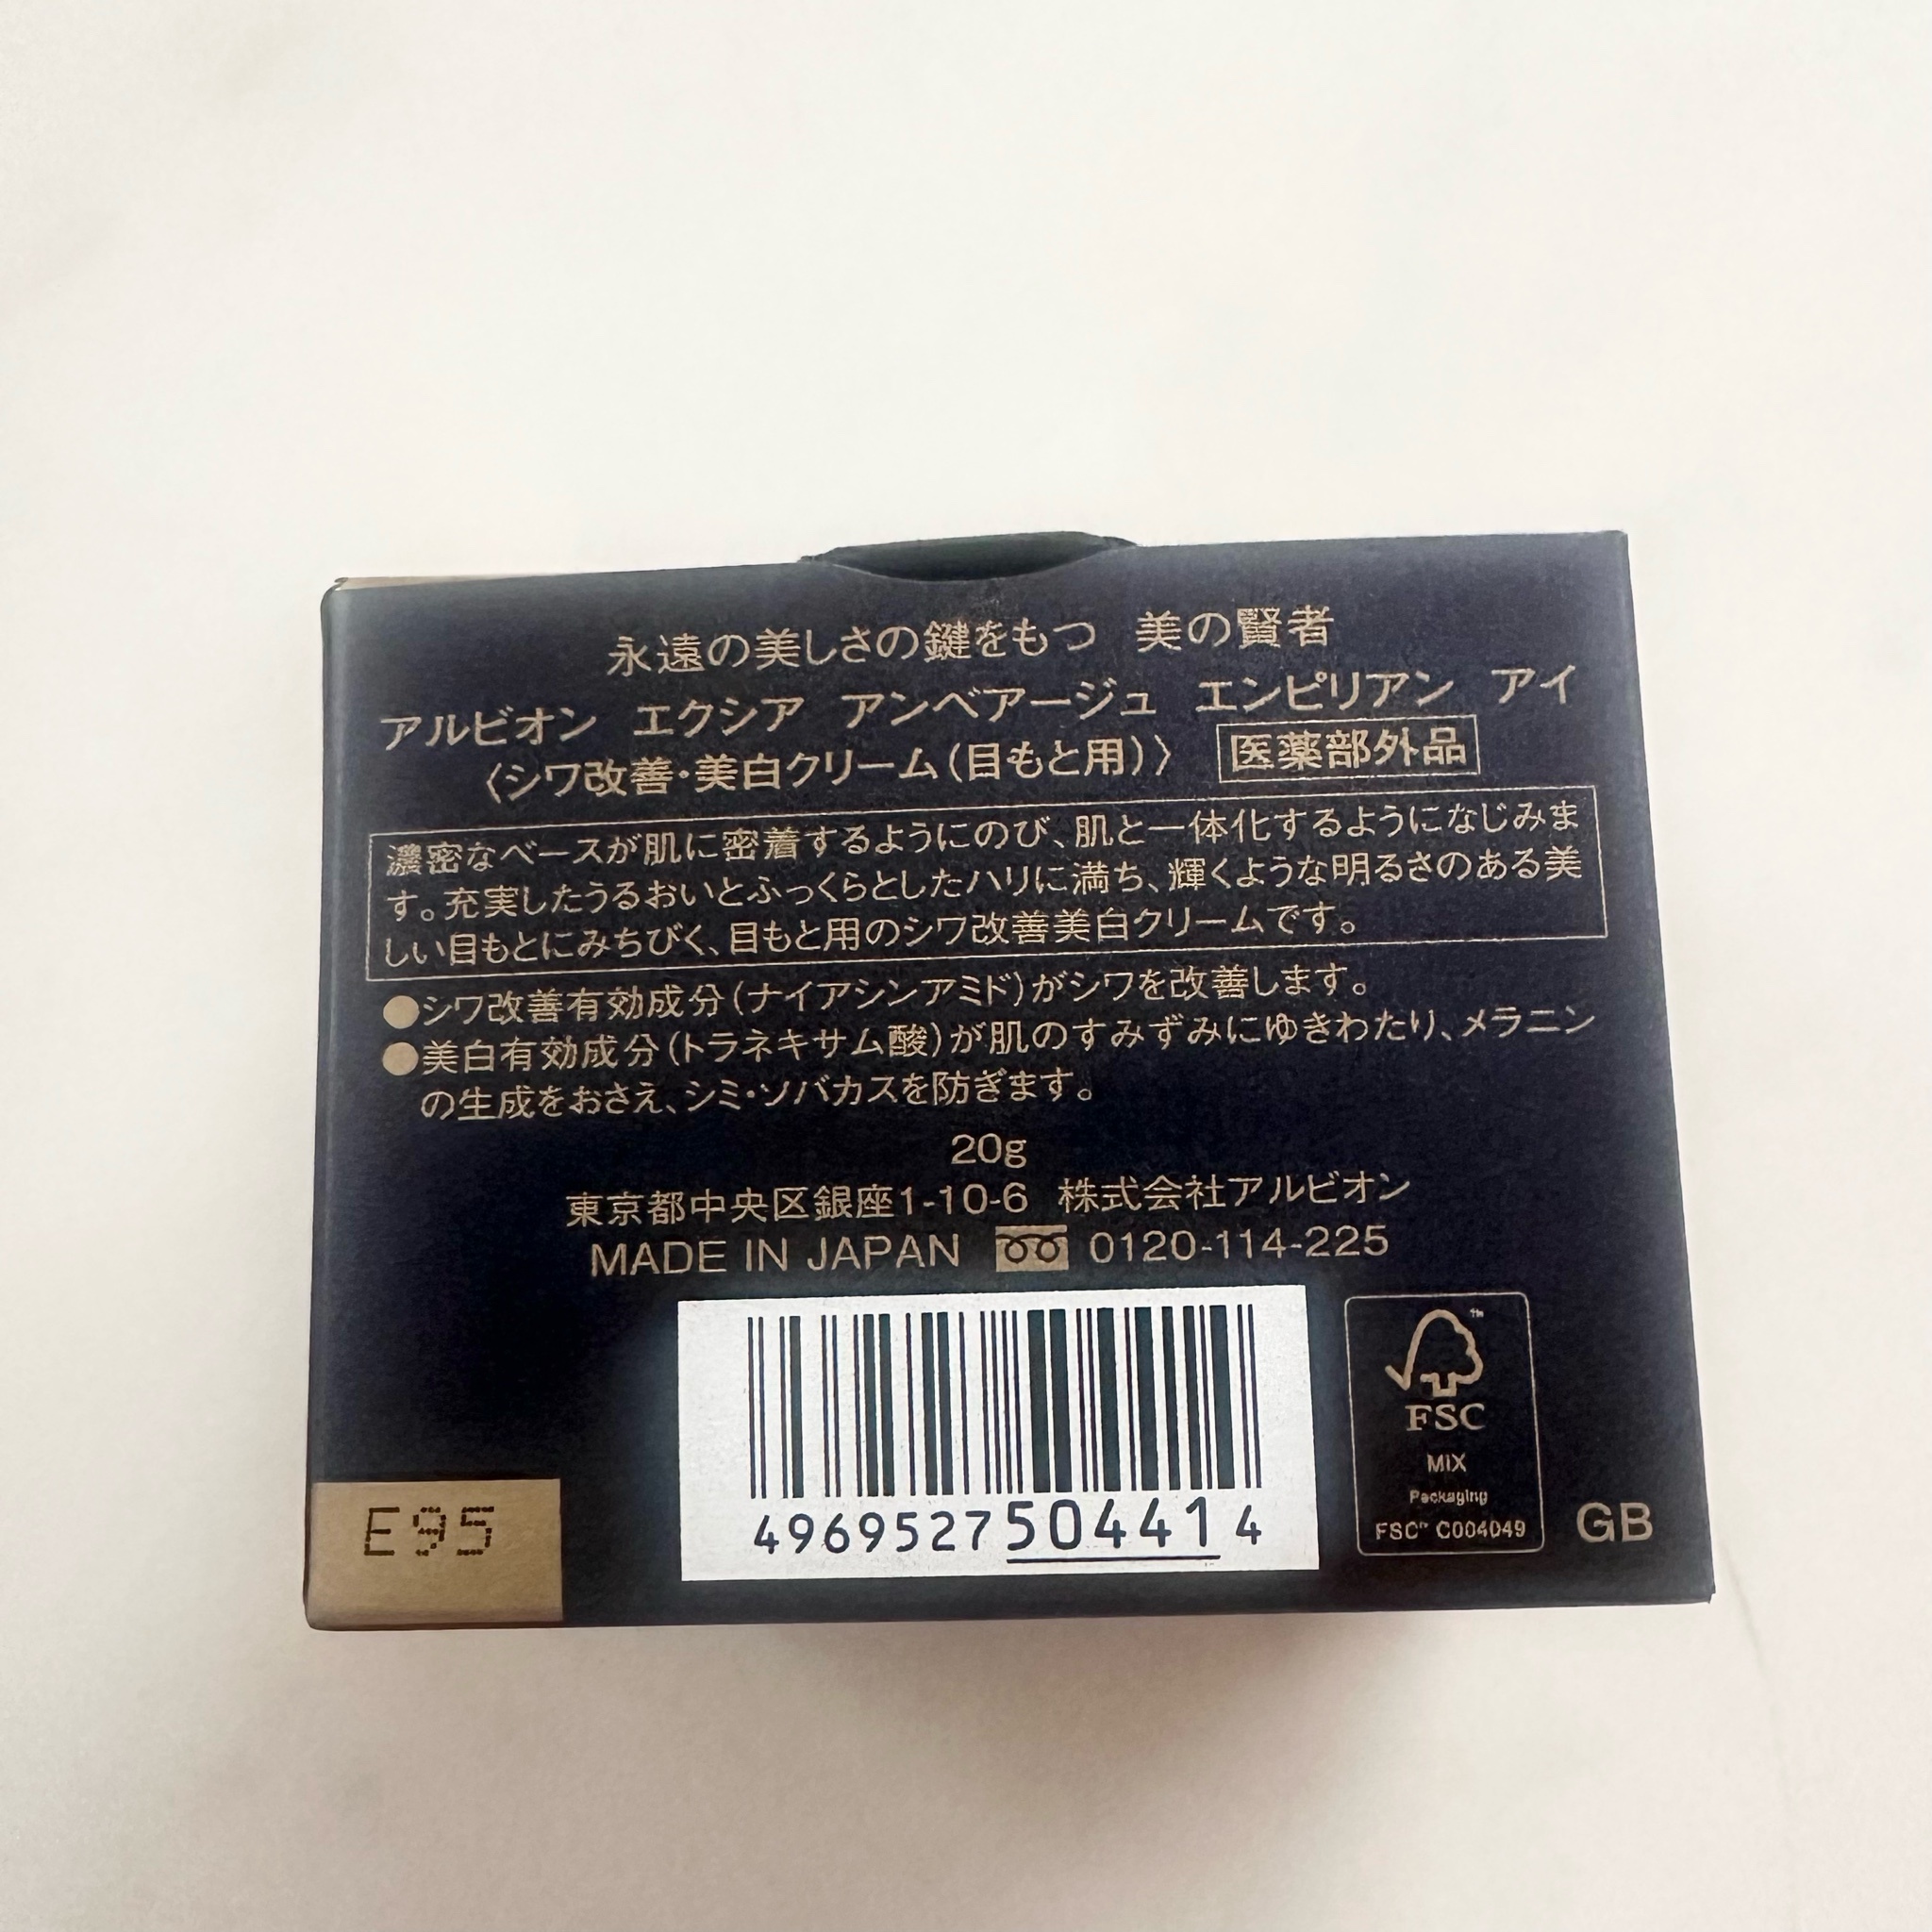 永遠の美しさの鍵をもつ 美の賢者
アルビオン エクシア アンベアージュ エンピリアン アイ
〈シワ改善・美白クリーム(目もと用)〉 医薬部外品
濃密なベースが肌に密着するようにのび、肌と一体化するようになじみま
す。充実したうるおいとふっくらとしたハリに満ち、輝くような明るさのある美
しい目もとにみちびく、目もと用のシワ改善美白クリームです。
●シワ改善有効成分(ナイアシンアミド)がシワを改善します。
●美白有効成分(トラネキサム酸)が肌のすみずみにゆきわたり、メラニン
の生成をおさえ、シミ・ソバカスを防ぎます。
20g
東京都中央区銀座1-10-6 株式会社アルビオン
MADE IN JAPAN 0120-114-225
4969527504414
FSC™
MIX
Packaging
FSC™ C004049
GB
E95